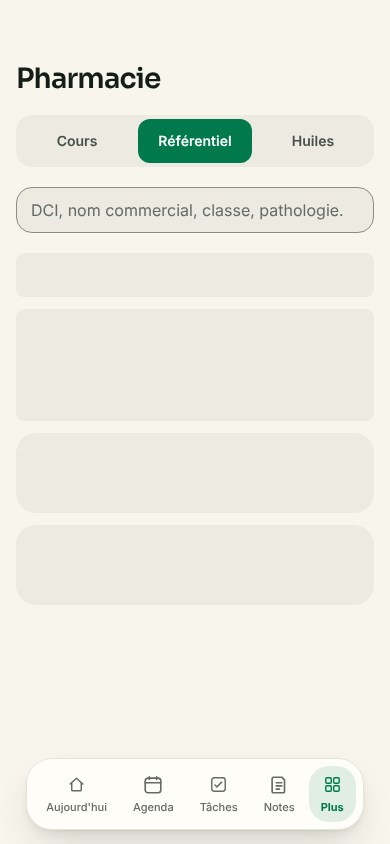 Pharmacie
Cours
Référentiel
Huiles
DCI, nom commercial, classe, pathologie.
Aujourd'hui
Agenda
Tâches
Notes
Plus